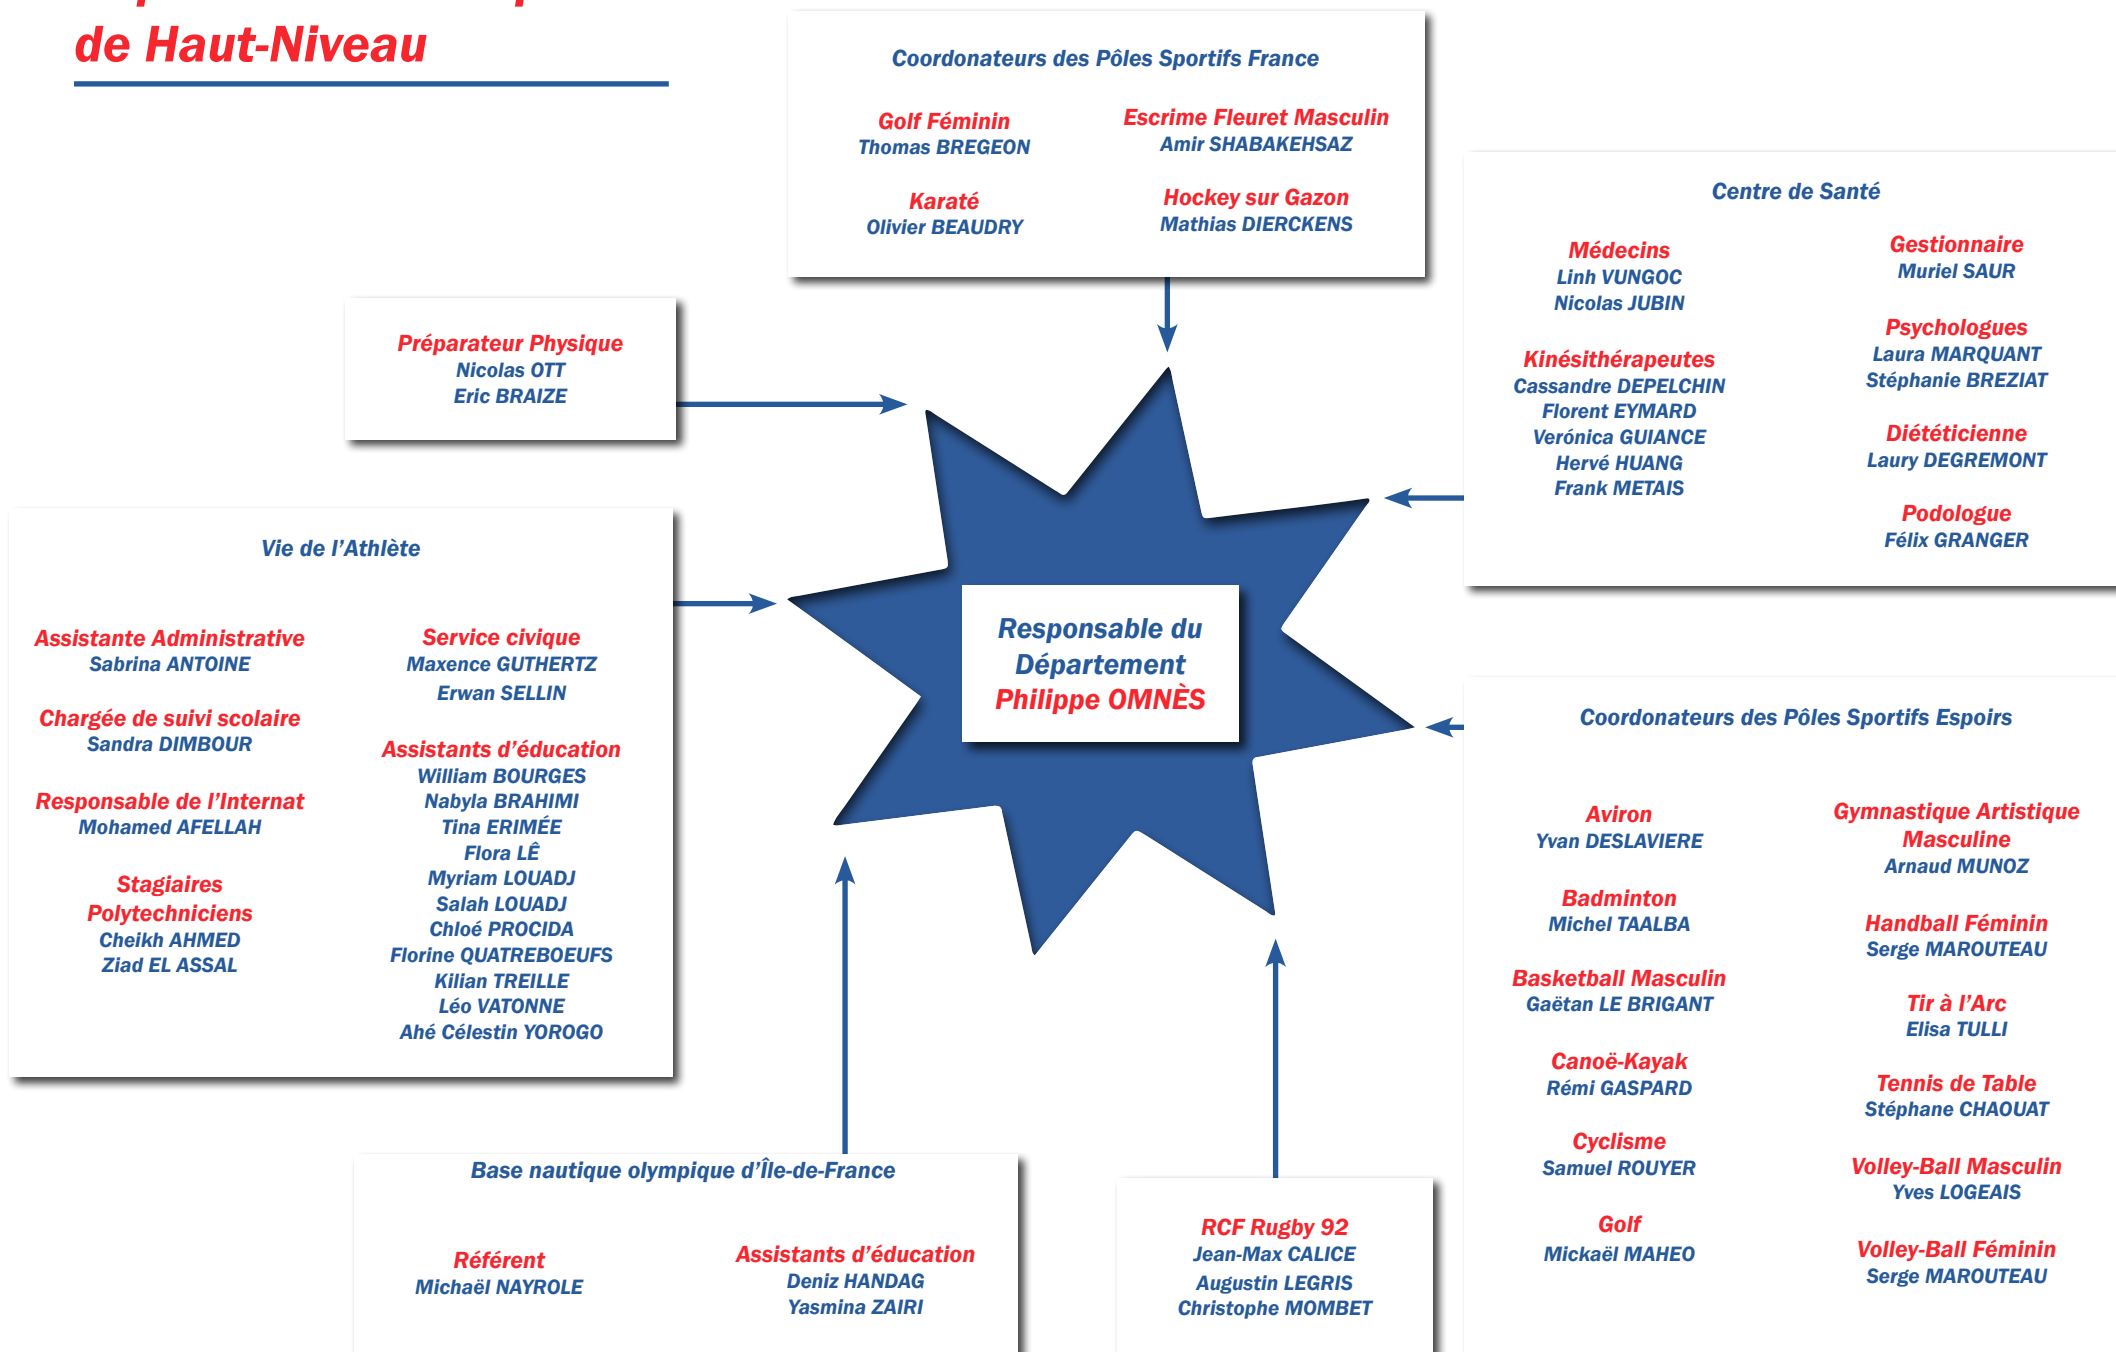 de Haut-Niveau
Coordonateurs des Pôles Sportifs France
Golf Féminin
Thomas BREGEON
Karaté
Olivier BEAUDRY
Escrime Fleuret Masculin
Amir SHABAKEHSAZ
Hockey sur Gazon
Mathias DIERCKENS
Préparateur Physique
Nicolas OTT
Eric BRAIZE
Centre de Santé
Médecins
Linh VUNGOC
Nicolas JUBIN
Kinésithérapeutes
Cassandre DEPELCHIN
Florent EYMARD
Verónica GUIANCE
Hervé HUANG
Frank METAIS
Gestionnaire
Muriel SAUR
Psychologues
Laura MARQUANT
Stéphanie BREZIAT
Diététicienne
Laury DEGREMONT
Podologue
Félix GRANGER
Vie de l'Athlète
Assistante Administrative
Sabrina ANTOINE
Chargée de suivi scolaire
Sandra DIMBOUR
Responsable de l'Internat
Mohamed AFELLAH
Stagiaires
Polytechniciens
Cheikh AHMED
Ziad EL ASSAL
Service civique
Maxence GUTHERTZ
Erwan SELLIN
Assistants d'éducation
William BOURGES
Nabyla BRAHIMI
Tina ERIMÉE
Flora LÊ
Myriam LOUADJ
Salah LOUADJ
Chloé PROCIDA
Florine QUATREBOEUFS
Kilian TREILLE
Léo VATONNE
Ahé Célestin YOROGO
Responsable du
Département
Philippe OMNÈS
Coordonateurs des Pôles Sportifs Espoirs
Aviron
Yvan DESLAVIERE
Badminton
Michel TAALBA
Basketball Masculin
Gaëtan LE BRIGANT
Canoë-Kayak
Rémi GASPARD
Cyclisme
Samuel ROUYER
Golf
Mickaël MAHEO
Gymnastique Artistique
Masculine
Arnaud MUNOZ
Handball Féminin
Serge MAROUTEAU
Tir à l'Arc
Elisa TULLI
Tennis de Table
Stéphane CHAOUAT
Volley-Ball Masculin
Yves LOGEAIS
Volley-Ball Féminin
Serge MAROUTEAU
Base nautique olympique d'Île-de-France
Référent
Michaël NAYROLE
Assistants d'éducation
Deniz HANDAG
Yasmina ZAIRI
RCF Rugby 92
Jean-Max CALICE
Augustin LEGRIS
Christophe MOMBET